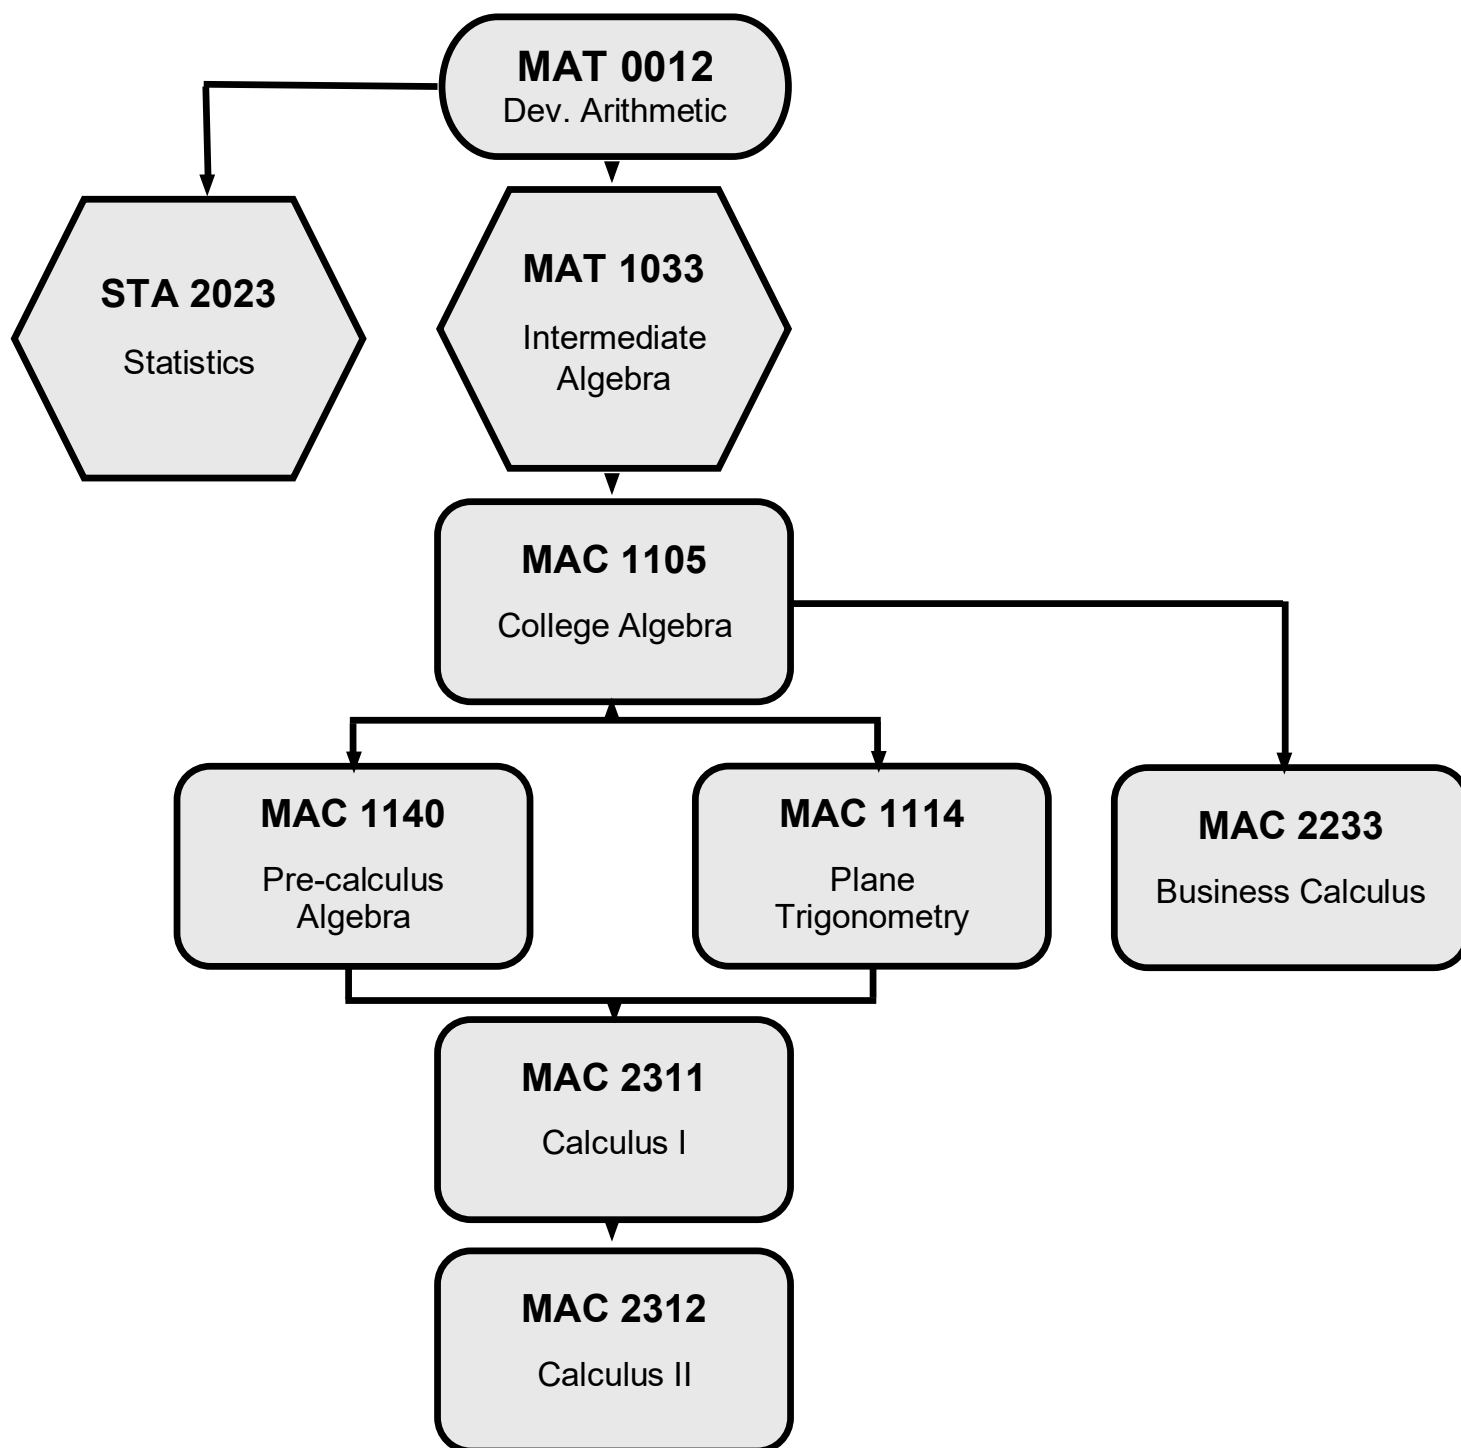 MAT 0012
Dev. Arithmetic
STA 2023
Statistics
MAT 1033
Intermediate
Algebra
MAC 1105
College Algebra
MAC 1140
Pre-calculus
Algebra
MAC 1114
Plane
Trigonometry
MAC 2233
Business Calculus
MAC 2311
Calculus I
MAC 2312
Calculus II